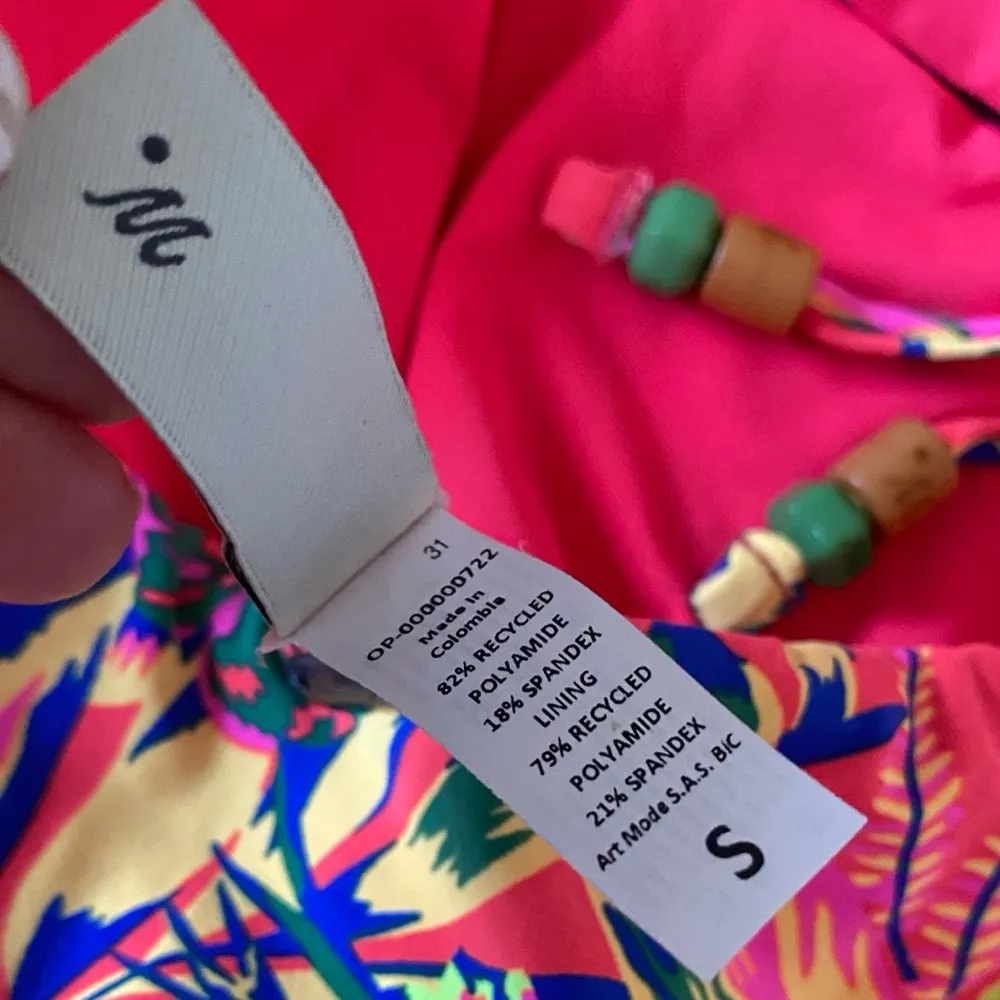 31
OP-000000722
Made in
Colombia
82% RECYCLED
POLYAMIDE
18% SPANDEX
LINING
79% RECYCLED
POLYAMIDE
21% SPANDEX
Art Mode S.A.S. BIC
S